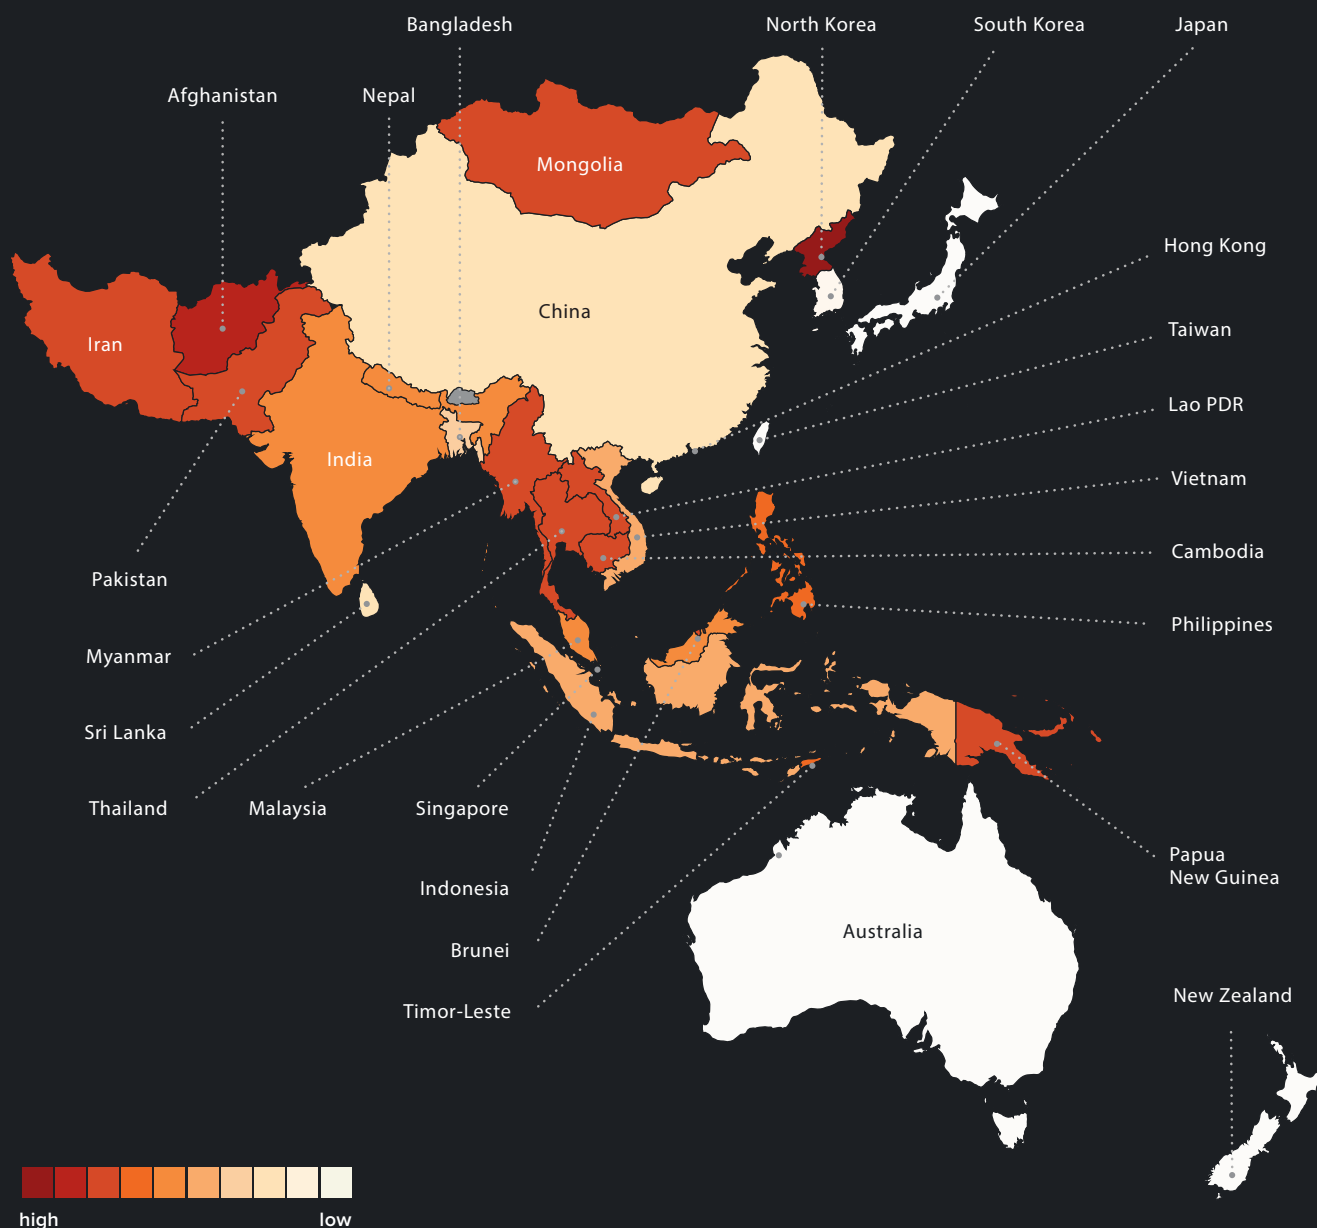 Bangladesh
North Korea
South Korea
Japan
Afghanistan
Nepal
Mongolia
Hong Kong
China
Taiwan
Iran
Lao PDR
India
Vietnam
Cambodia
Pakistan
Philippines
Myanmar
Sri Lanka
Thailand
Malaysia
Singapore
Papua
New Guinea
Indonesia
Australia
Brunei
New Zealand
Timor-Leste
high
low